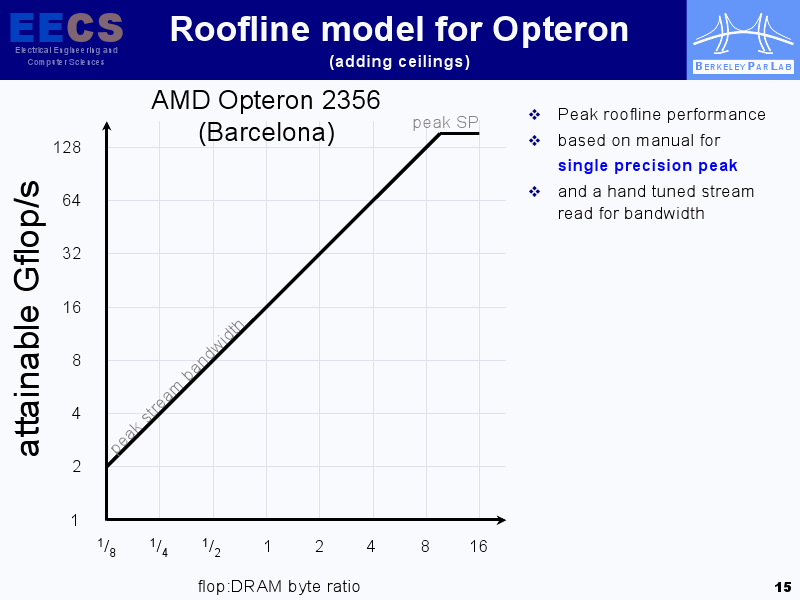 EECS
Electrical Engineering and
Computer Sciences
Roofline model for Opteron
(adding ceilings)
BERKELEY PAR LAB
AMD Opteron 2356
(Barcelona)
peak SP
128
64
32
16
8
4
2
1
attainable Gflop/s
peak stream bandwidth
1/8
1/4
1/2
1
2
4
8
16
flop:DRAM byte ratio
❖ Peak roofline performance
❖ based on manual for
single precision peak
❖ and a hand tuned stream
read for bandwidth
15